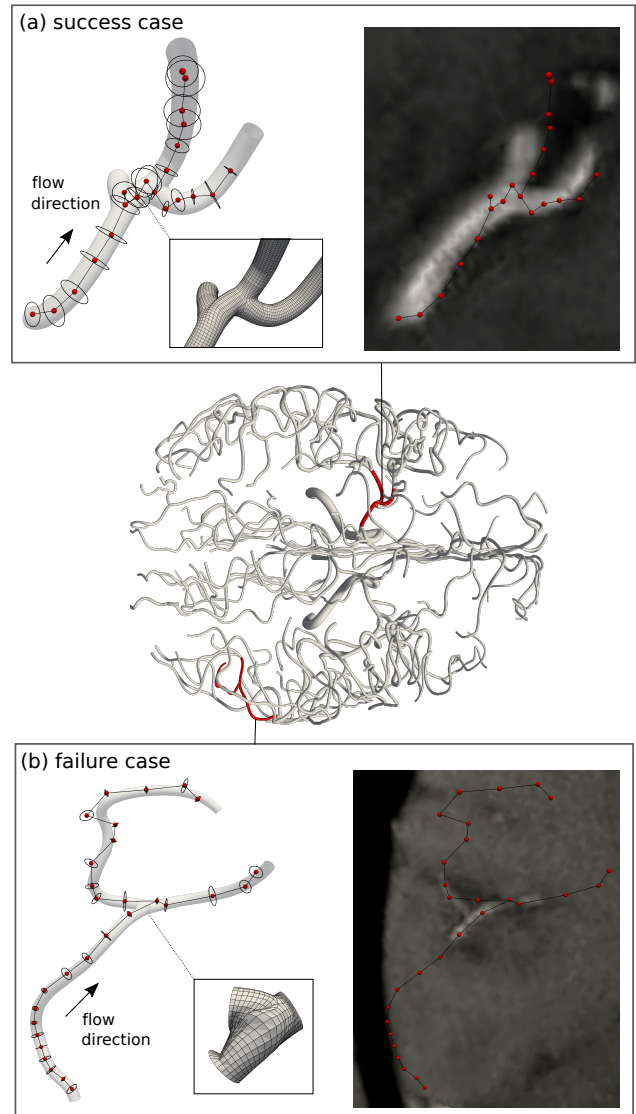 (a) success case
flow
direction
(b) failure case
flow
direction